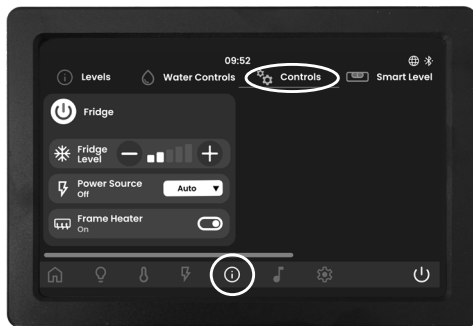 09:52
Levels
Water Controls
Controls
Smart Level
Fridge
Fridge
Level
Power Source
Off
Auto
Frame Heater
On